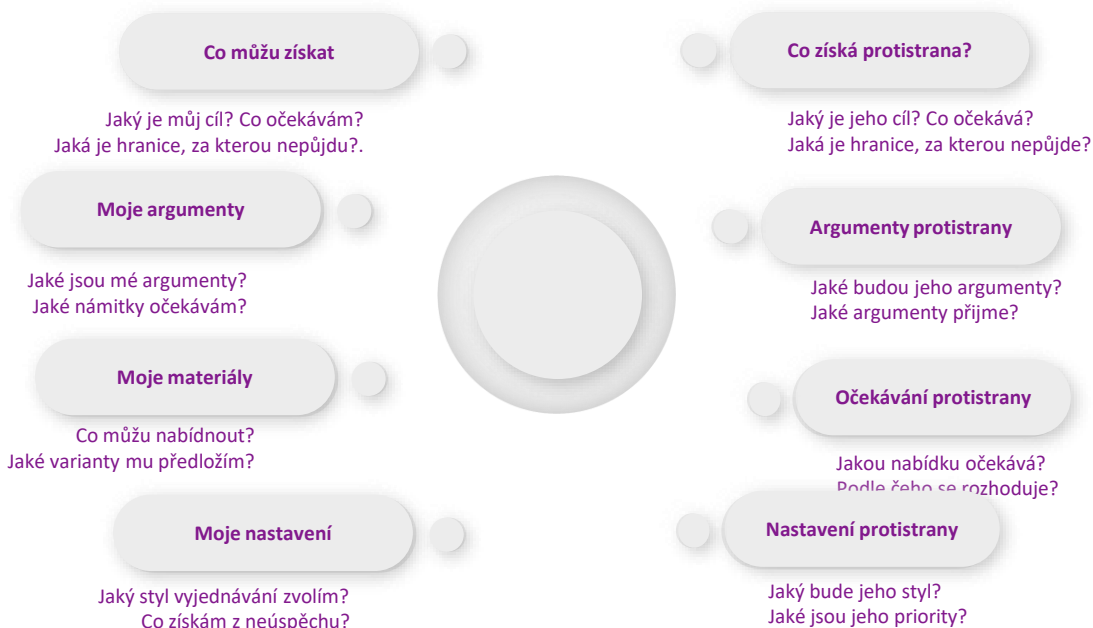 Co můžu získat
Jaký je můj cíl? Co očekávám?
Jaká je hranice, za kterou nepůjdu?.
Moje argumenty
Jaké jsou mé argumenty?
Jaké námitky očekávám?
Moje materiály
Co můžu nabídnout?
Jaké varianty mu předložím?
Moje nastavení
Jaký styl vyjednávání zvolím?
Co získám z neúspěchu?
Co získá protistrana?
Jaký je jeho cíl? Co očekává?
Jaká je hranice, za kterou nepůjde?
Argumenty protistrany
Jaké budou jeho argumenty?
Jaké argumenty přijme?
Očekávání protistrany
Jakou nabídku očekává?
Podle čeho se rozhoduje?
Nastavení protistrany
Jaký bude jeho styl?
Jaké jsou jeho priority?